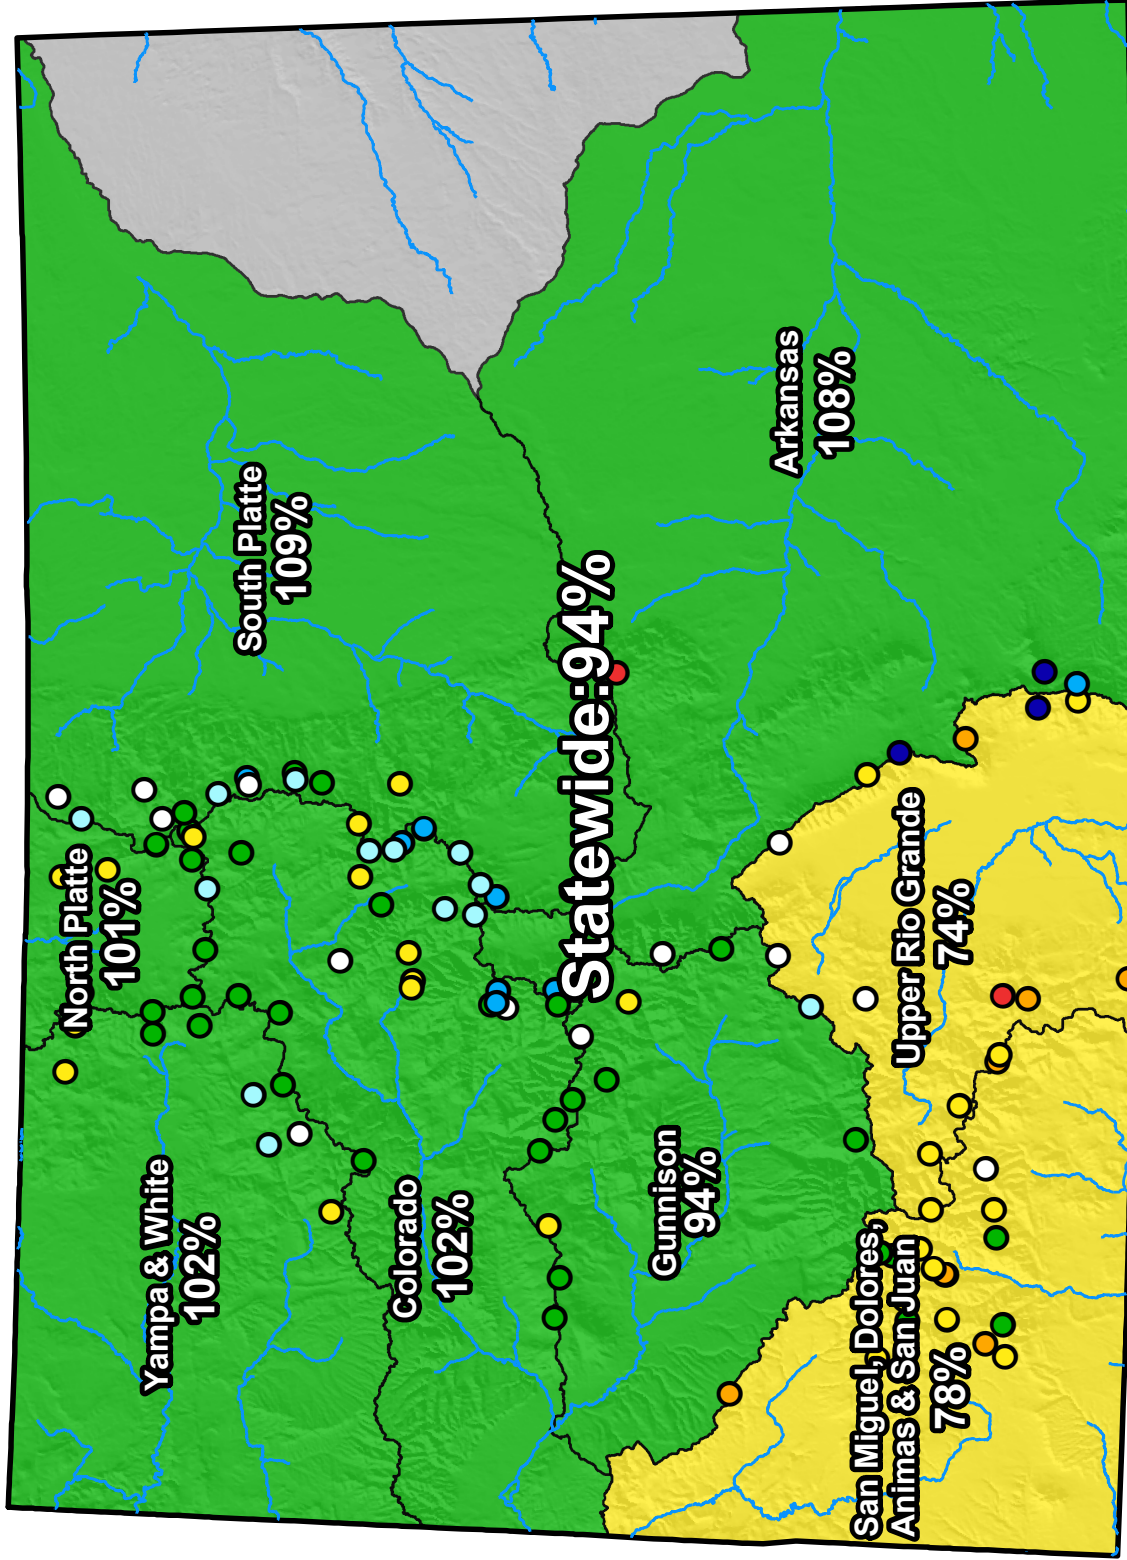 North Platte
101%
Yampa & White
102%
South Platte
109%
Colorado
102%
Statewide:94%
Gunnison
94%
Arkansas
108%
San Miguel, Dolores,
Animas & San Juan
78%
Upper Rio Grande
74%